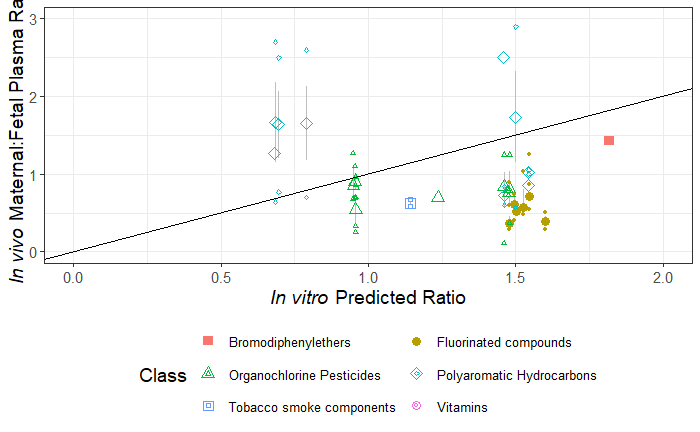 In vivo Maternal:Fetal Plasma Ra
3
2
1
0
0.0 0.5 1.0 1.5 2.0
In vitro Predicted Ratio
Class
Bromodiphenylethers Fluorinated compounds
Organochlorine Pesticides Polyaromatic Hydrocarbons
Tobacco smoke components Vitamins